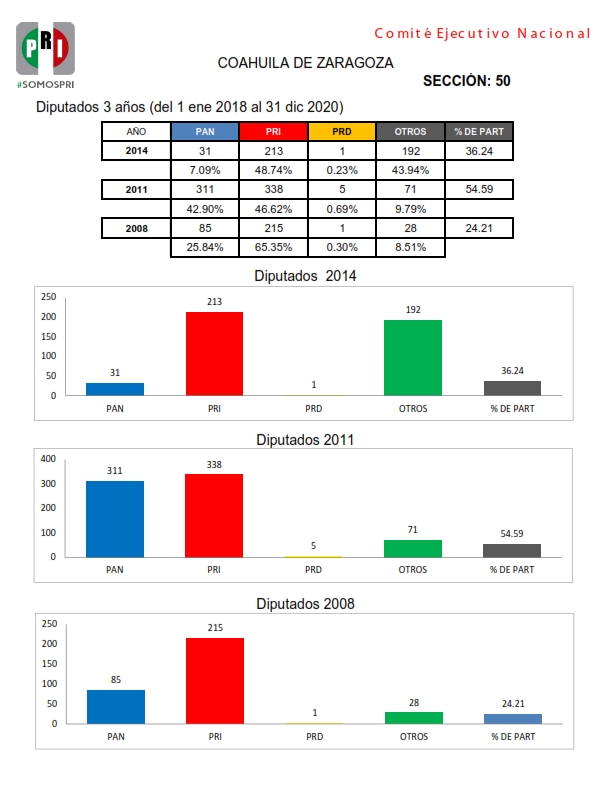 Comité Ejecutivo Nacional
PRI
#SOMOSPRI
COAHUILA DE ZARAGOZA
SECCIÓN: 50
Diputados 3 años (del 1 ene 2018 al 31 dic 2020)
AÑO PAN PRI PRD OTROS % DE PART
2014 31 213 1 192 36.24
7.09% 48.74% 0.23% 43.94%
2011 311 338 5 71 54.59
42.90% 46.62% 0.69% 9.79%
2008 85 215 1 28 24.21
25.84% 65.35% 0.30% 8.51%
Diputados 2014
250
200
150
100
50
0
31 213 1 192 36.24
PAN PRI PRD OTROS % DE PART
Diputados 2011
400
300
200
100
0
311 338 5 71 54.59
PAN PRI PRD OTROS % DE PART
Diputados 2008
250
200
150
100
50
0
85 215 1 28 24.21
PAN PRI PRD OTROS % DE PART